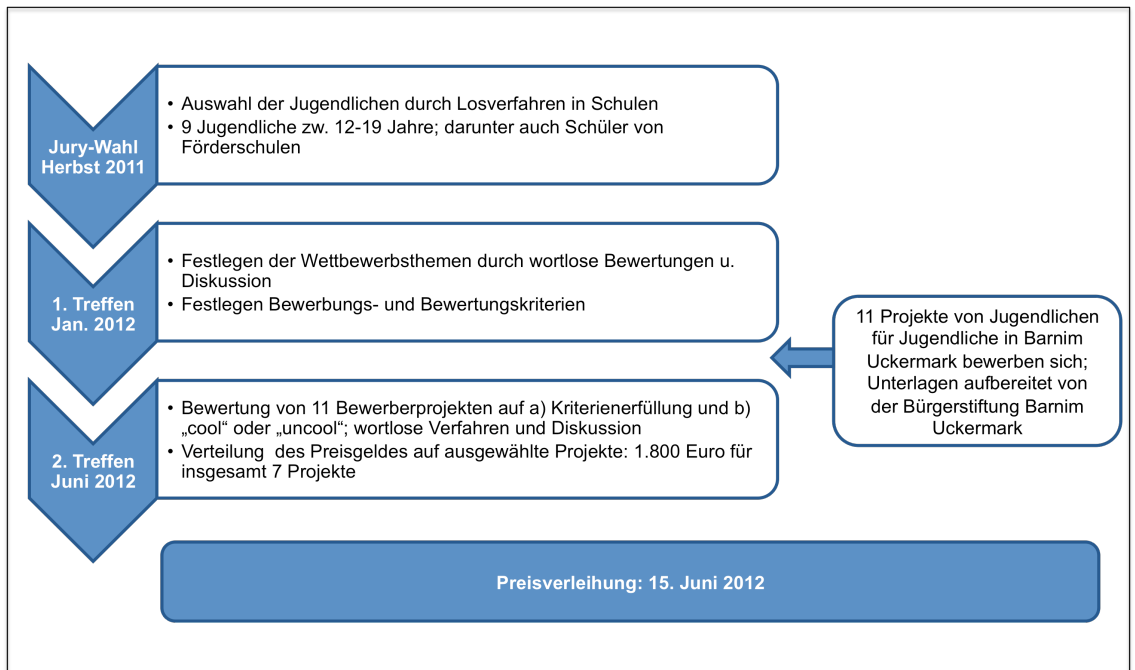 Jury-Wahl
Herbst 2011
• Auswahl der Jugendlichen durch Losverfahren in Schulen
• 9 Jugendliche zw. 12-19 Jahre; darunter auch Schüler von
Förderschulen
1. Treffen
Jan. 2012
• Festlegen der Wettbewerbsthemen durch wortlose Bewertungen u.
Diskussion
• Festlegen Bewerbungs- und Bewertungskriterien
11 Projekte von Jugendlichen
für Jugendliche in Barnim
Uckermark bewerben sich;
Unterlagen aufbereitet von
der Bürgerstiftung Barnim
Uckermark
2. Treffen
Juni 2012
• Bewertung von 11 Bewerberprojekten auf a) Kriterienerfüllung und b)
„cool“ oder „uncool“; wortlose Verfahren und Diskussion
• Verteilung des Preisgeldes auf ausgewählte Projekte: 1.800 Euro für
insgesamt 7 Projekte
Preisverleihung: 15. Juni 2012